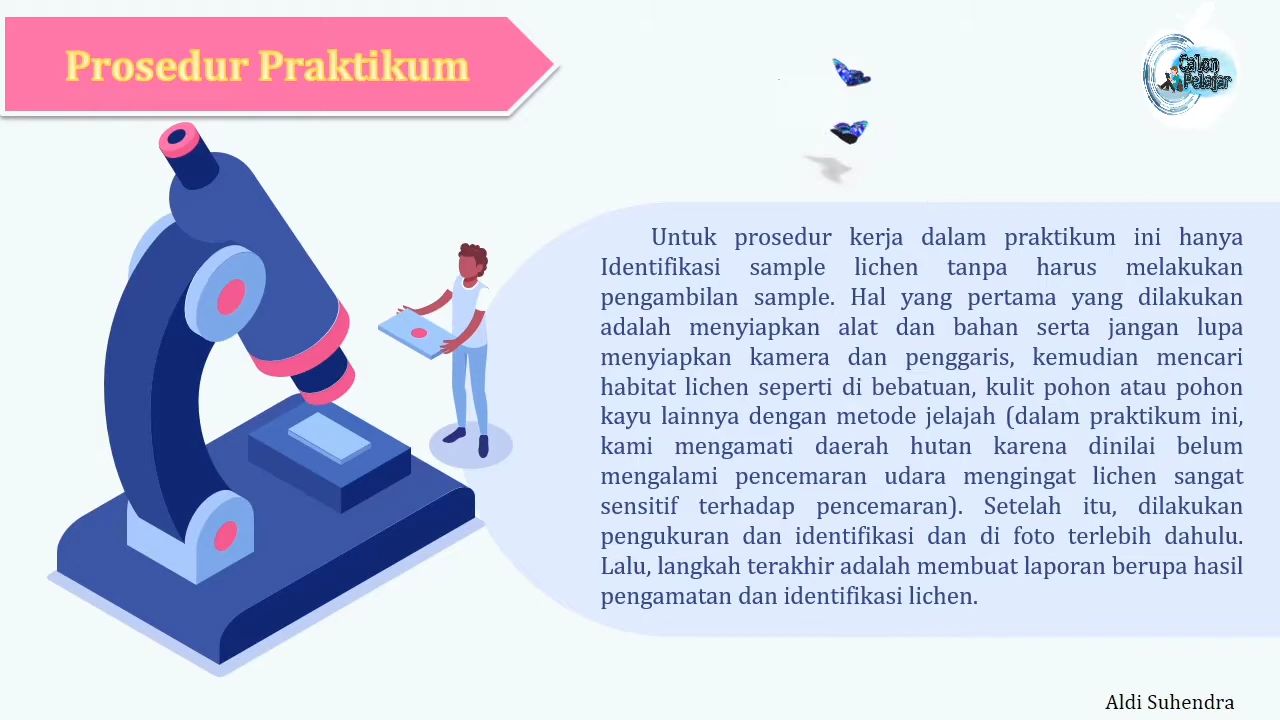 Prosedur Praktikum
Calon
Pelajar
Untuk prosedur kerja dalam praktikum ini hanya
Identifikasi sample lichen tanpa harus melakukan
pengambilan sample. Hal yang pertama yang dilakukan
adalah menyiapkan alat dan bahan serta jangan lupa
menyiapkan kamera dan penggaris, kemudian mencari
habitat lichen seperti di bebatuan, kulit pohon atau pohon
kayu lainnya dengan metode jelajah (dalam praktikum ini,
kami mengamati daerah hutan karena dinilai belum
mengalami pencemaran udara mengingat lichen sangat
sensitif terhadap pencemaran). Setelah itu, dilakukan
pengukuran dan identifikasi dan di foto terlebih dahulu.
Lalu, langkah terakhir adalah membuat laporan berupa hasil
pengamatan dan identifikasi lichen.
Aldi Suhendra